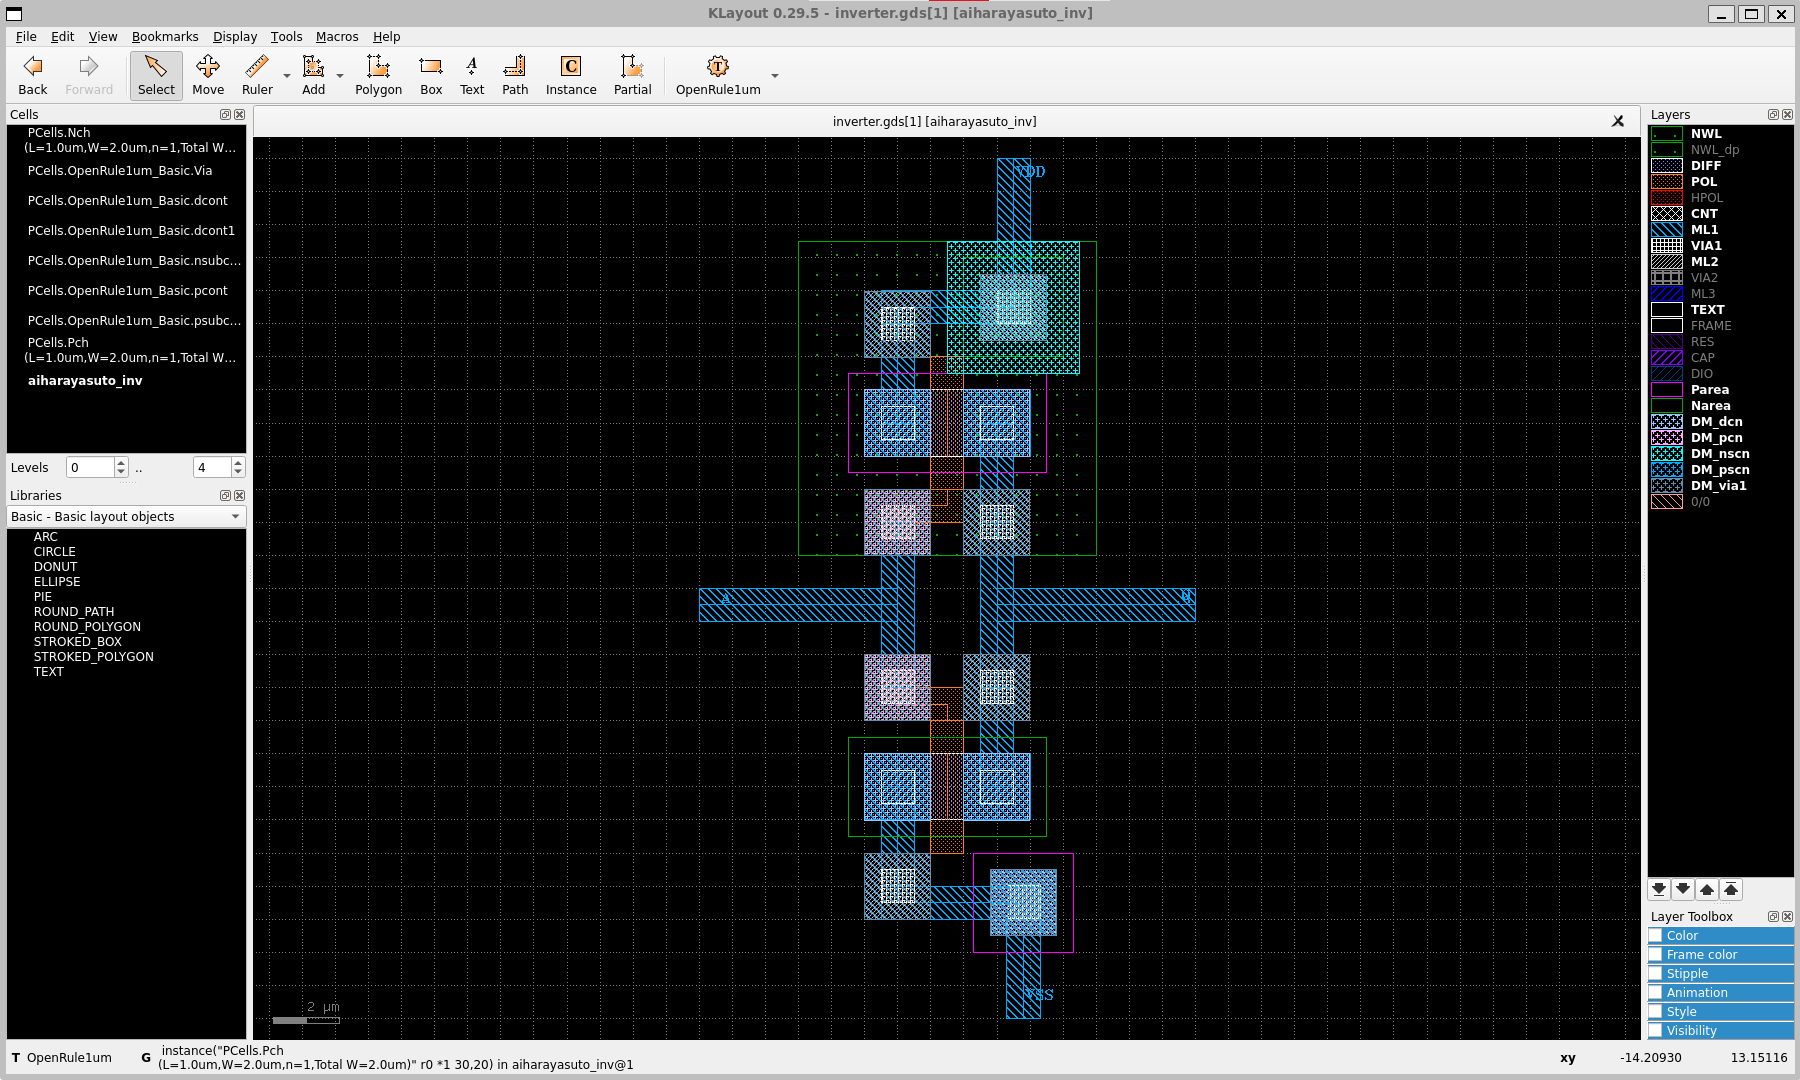 KLayout 0.29.5 - inverter.gds[1] [aiharayasuto_inv]
File Edit View Bookmarks Display Tools Macros Help
Back Forward Select Move Ruler Add Polygon Box Text Path Instance Partial OpenRule1um
Cells
PCells.Nch
(L=1.0um,W=2.0um,n=1,Total W...
PCells.OpenRule1um_Basic.Via
PCells.OpenRule1um_Basic.dcont
PCells.OpenRule1um_Basic.dcont1
PCells.OpenRule1um_Basic.nsubc...
PCells.OpenRule1um_Basic.pcont
PCells.OpenRule1um_Basic.psubc...
PCells.Pch
(L=1.0um,W=2.0um,n=1,Total W...
aiharayasuto_inv
Levels 0 .. 4
Libraries
Basic - Basic layout objects
ARC
CIRCLE
DONUT
ELLIPSE
PIE
ROUND_PATH
ROUND_POLYGON
STROKED_BOX
STROKED_POLYGON
TEXT
inverter.gds[1] [aiharayasuto_inv]
VDD
A
Q
VSS
2 µm
Layers
NWL
NWL_dp
DIFF
POL
HPOL
CNT
ML1
VIA1
ML2
VIA2
ML3
TEXT
FRAME
RES
CAP
DIO
Parea
Narea
DM_dcn
DM_pcn
DM_nscn
DM_pscn
DM_via1
0/0
Layer Toolbox
Color
Frame color
Stipple
Animation
Style
Visibility
T OpenRule1um G instance("PCells.Pch
(L=1.0um,W=2.0um,n=1,Total W=2.0um)" r0 *1 30,20) in aiharayasuto_inv@1
xy -14.20930 13.15116